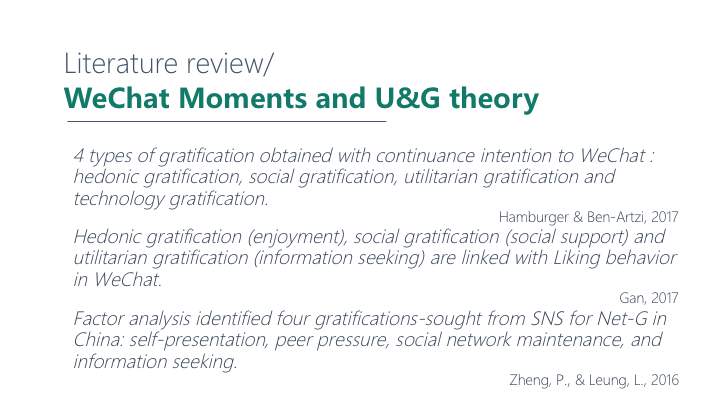 Literature review/
WeChat Moments and U&G theory
4 types of gratification obtained with continuance intention to WeChat :
hedonic gratification, social gratification, utilitarian gratification and
technology gratification.
Hamburger & Ben-Artzi, 2017
Hedonic gratification (enjoyment), social gratification (social support) and
utilitarian gratification (information seeking) are linked with Liking behavior
in WeChat.
Gan, 2017
Factor analysis identified four gratifications-sought from SNS for Net-G in
China: self-presentation, peer pressure, social network maintenance, and
information seeking.
Zheng, P., & Leung, L., 2016